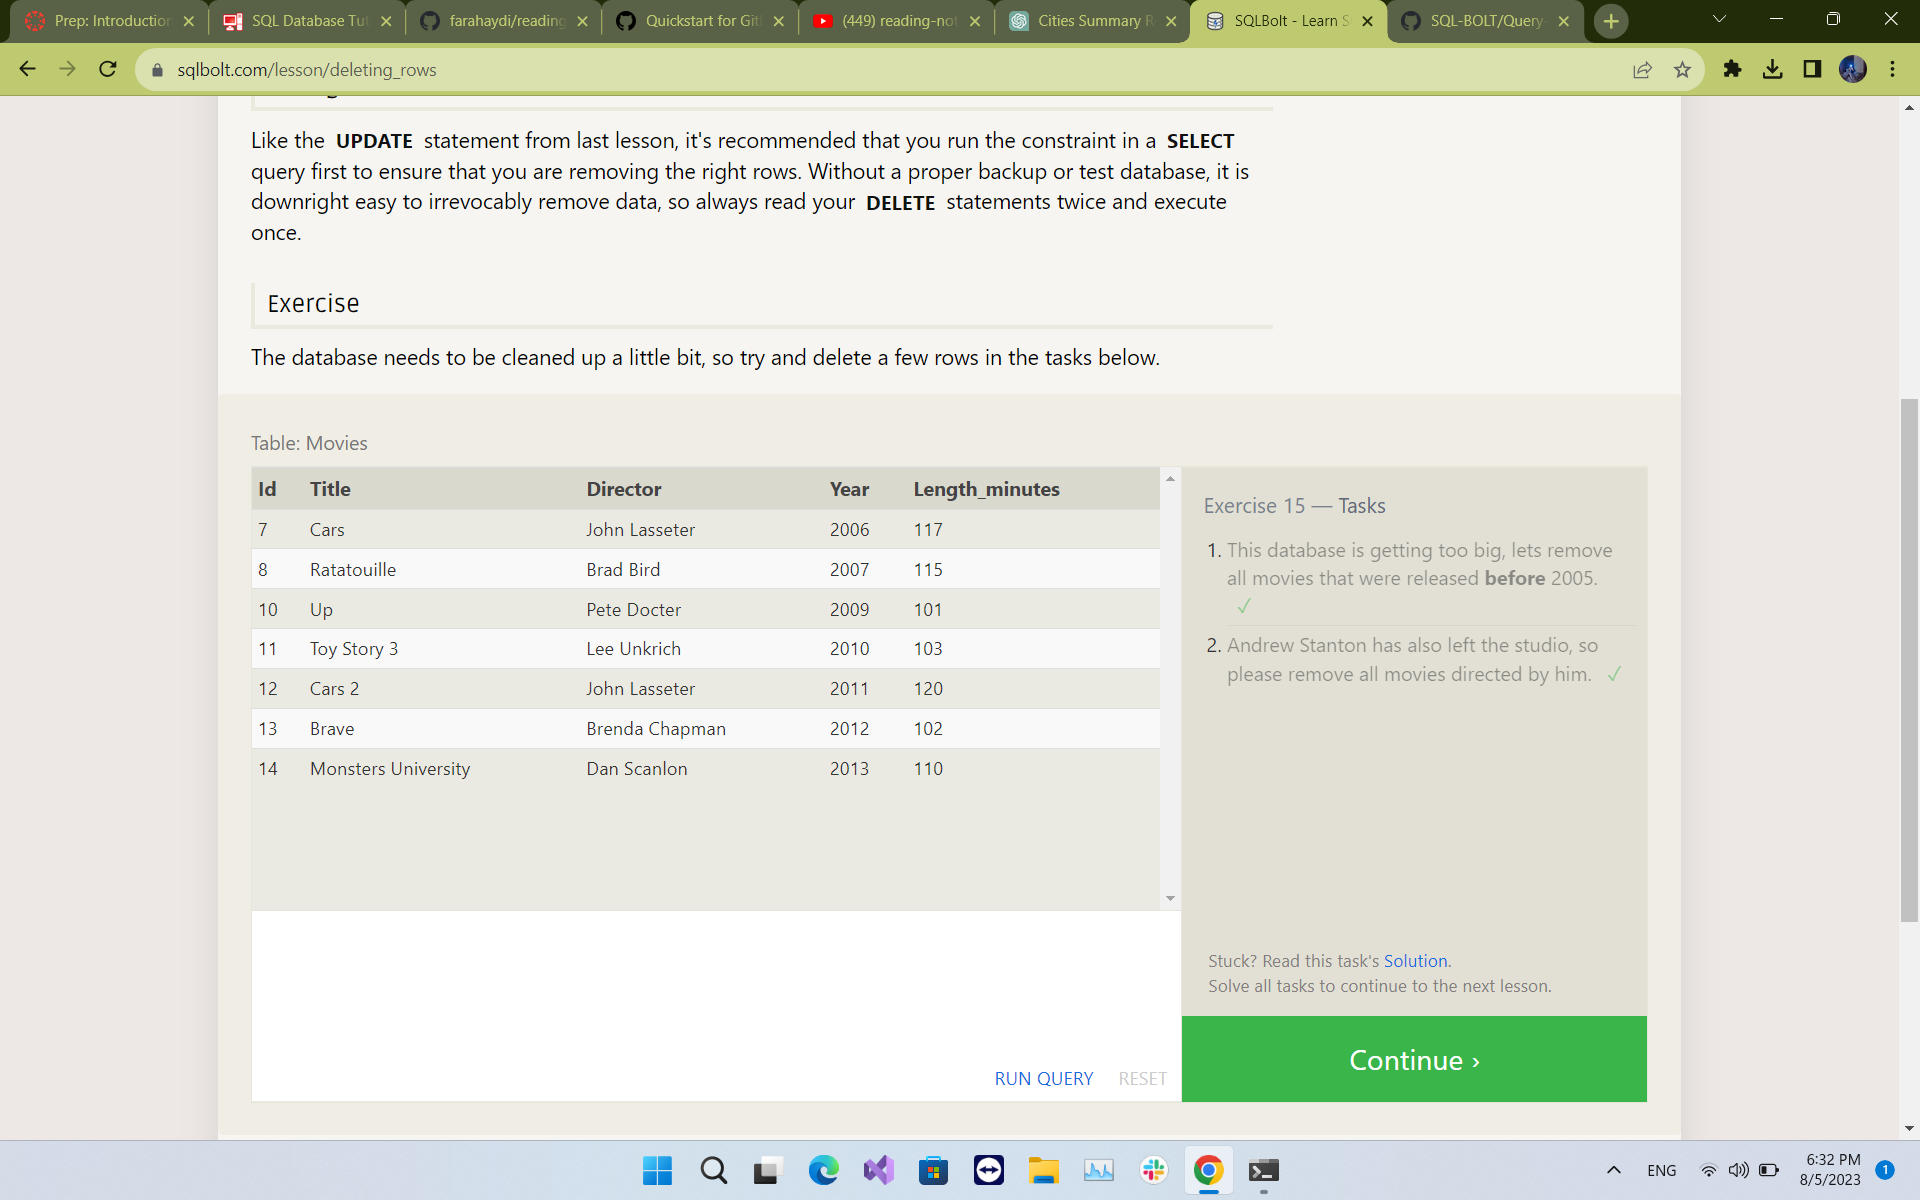 Prep: Introduction
SQL Database Tut
farahaydi/reading
Quickstart for Git
(449) reading-not
Cities Summary R
SQLBolt - Learn S
SQL-BOLT/Query-
sqlbolt.com/lesson/deleting_rows
Like the UPDATE statement from last lesson, it's recommended that you run the constraint in a SELECT
query first to ensure that you are removing the right rows. Without a proper backup or test database, it is
downright easy to irrevocably remove data, so always read your DELETE statements twice and execute
once.
Exercise
The database needs to be cleaned up a little bit, so try and delete a few rows in the tasks below.
Table: Movies
Id Title Director Year Length_minutes
7 Cars John Lasseter 2006 117
8 Ratatouille Brad Bird 2007 115
10 Up Pete Docter 2009 101
11 Toy Story 3 Lee Unkrich 2010 103
12 Cars 2 John Lasseter 2011 120
13 Brave Brenda Chapman 2012 102
14 Monsters University Dan Scanlon 2013 110
RUN QUERY RESET
Exercise 15 — Tasks
1. This database is getting too big, lets remove
all movies that were released before 2005.
✓
2. Andrew Stanton has also left the studio, so
please remove all movies directed by him. ✓
Stuck? Read this task's Solution.
Solve all tasks to continue to the next lesson.
Continue ›
ENG
6:32 PM
8/5/2023
1